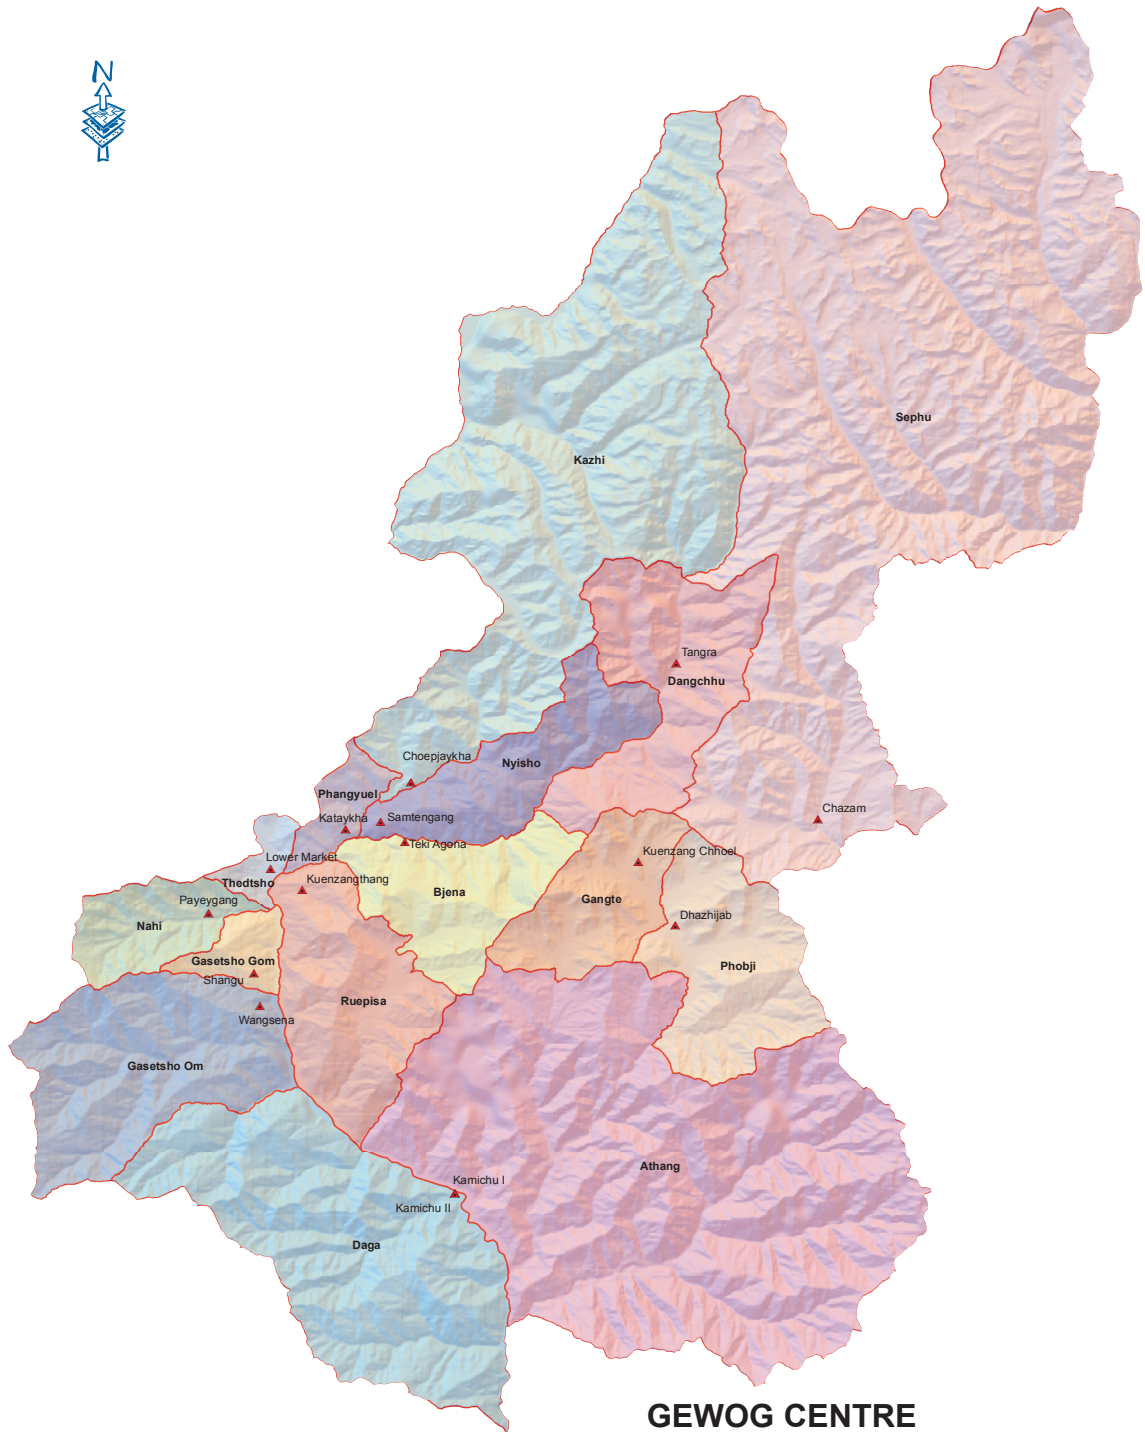 N
Sephu
Kazhi
Tangra
Dangchhu
Choepjaykha
Nyisho
Phangyuel
Chazam
Kataykha
Samtengang
Teki Agona
Kuenzang Chhoel
Lower Market
Thedtsho
Kuenzangthang
Bjena
Gangte
Payeygang
Dhazhijab
Nahi
Gasetsho Gom
Phobji
Shangu
Ruepisa
Wangsena
Gasetsho Om
Athang
Kamichu I
Kamichu II
Daga
GEWOG CENTRE